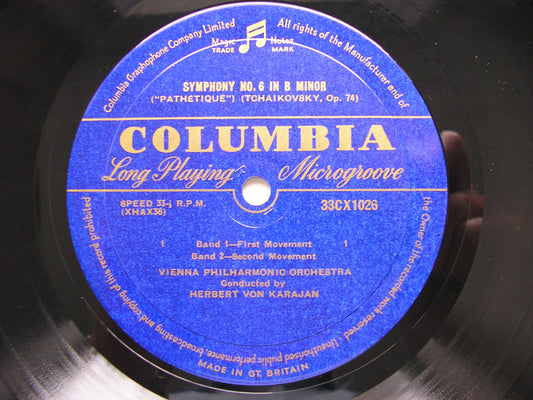 Columbia Graphophone Company Limited
Magic Notes
TRADE MARK
All rights of the Manufacturer and of
the Owner of the recorded work reserved
Unauthorised public performance, broadcasting and copying of this record prohibited
SYMPHONY NO. 6 IN B MINOR
("PATHETIQUE") (TCHAIKOVSKY, Op. 74)
COLUMBIA
Long Playing Microgroove
SPEED 33⅓ R.P.M. 33CX1026
(XHAX36)
1 Band 1—First Movement 1
Band 2—Second Movement
VIENNA PHILHARMONIC ORCHESTRA
Conducted by
HERBERT VON KARAJAN
MADE IN GT. BRITAIN